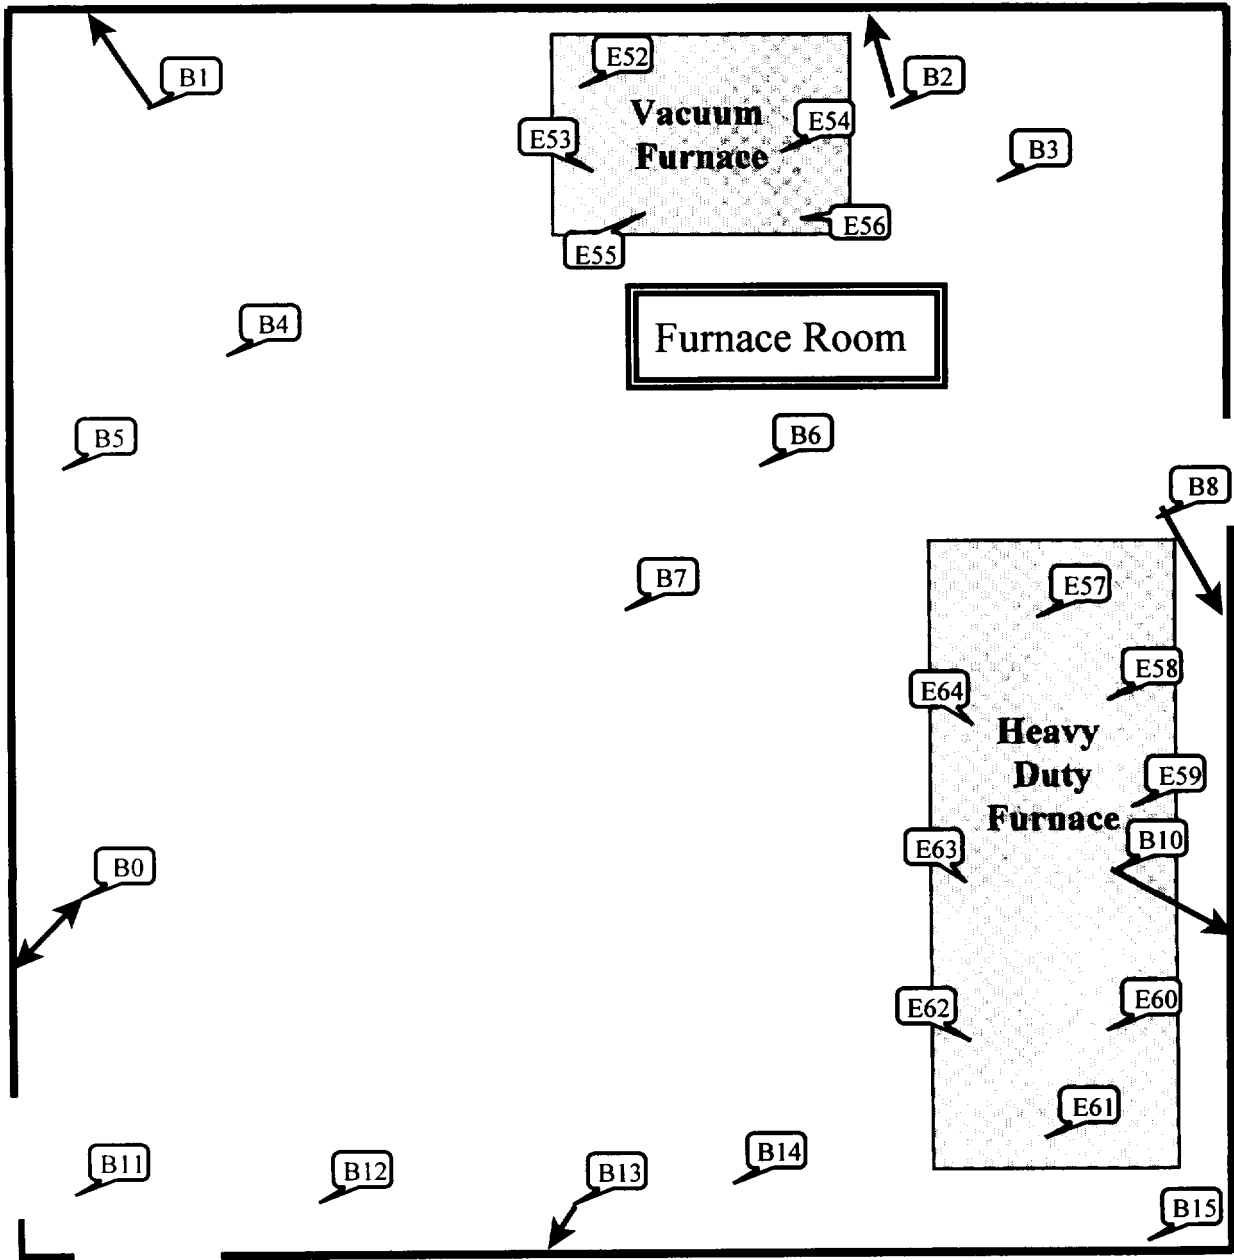 E52
B1
B2
Vacuum
E54
E53
Furnace
B3
E56
E55
B4
Furnace Room
B5
B6
B8
B7
E57
E58
E64
Heavy
Duty
E59
Furnace
B10
E63
B0
E60
E62
E61
B14
B11
B12
B13
B15